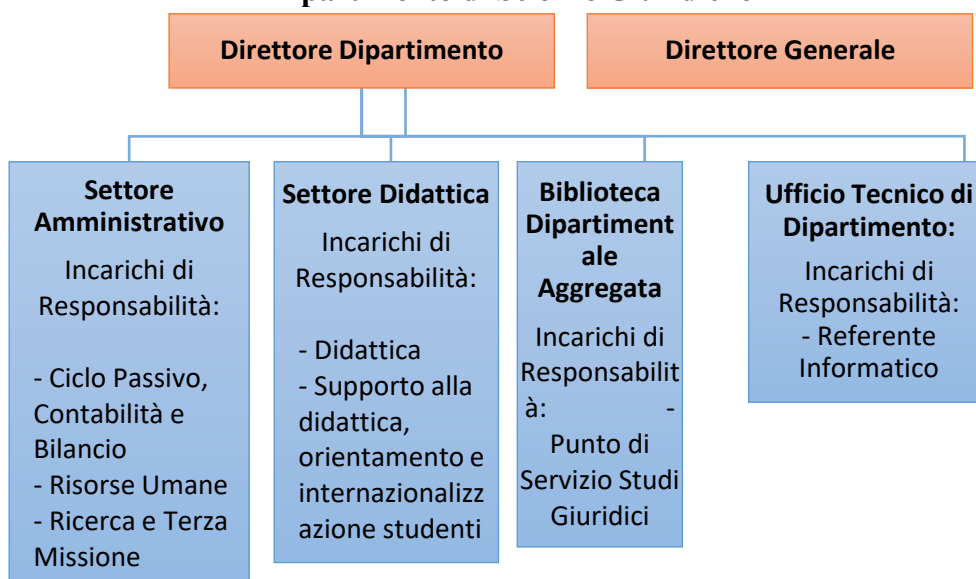 Direttore Dipartimento
Direttore Generale
Settore
Amministrativo
Incarichi di
Responsabilità:
- Ciclo Passivo,
Contabilità e
Bilancio
- Risorse Umane
- Ricerca e Terza
Missione
Settore Didattica
Incarichi di
Responsabilità:
- Didattica
- Supporto alla
didattica,
orientamento e
internazionalizz
azione studenti
Biblioteca
Dipartiment
ale
Aggregata
Incarichi di
Responsabilit
à: -
Punto di
Servizio Studi
Giuridici
Ufficio Tecnico di
Dipartimento:
Incarichi di
Responsabilità:
- Referente
Informatico